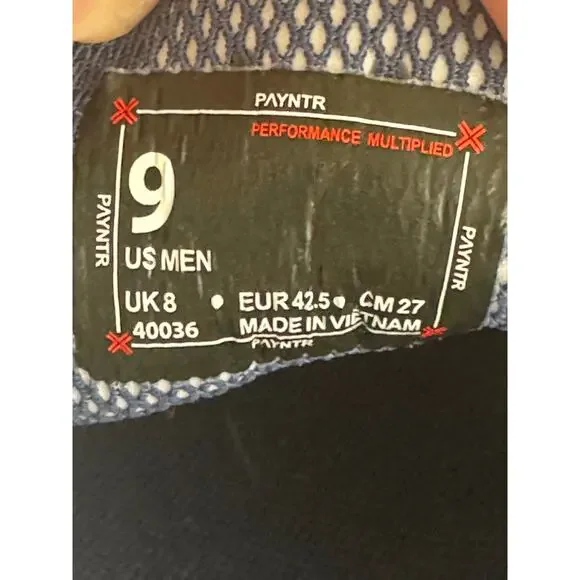 PAYNTR
PERFORMANCE MULTIPLIED
PAYNTR
9
US MEN
PAYNTR
UK 8 • EUR 42.5 • CM 27
40036 MADE IN VIETNAM
PAYNTR